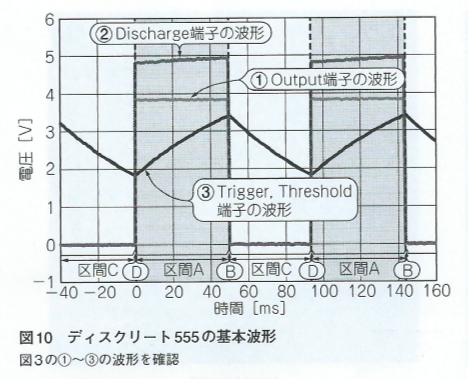 6
5
4
3
2
1
0
−1
電圧 [V]
②Discharge端子の波形
①Output端子の波形
③Trigger, Threshold
端子の波形
区間C
D
区間A
B
区間C
D
区間A
B
−40 −20 0 20 40 60 80 100 120 140 160
時間 [ms]
図10 ディスクリート555の基本波形
図3の①～③の波形を確認